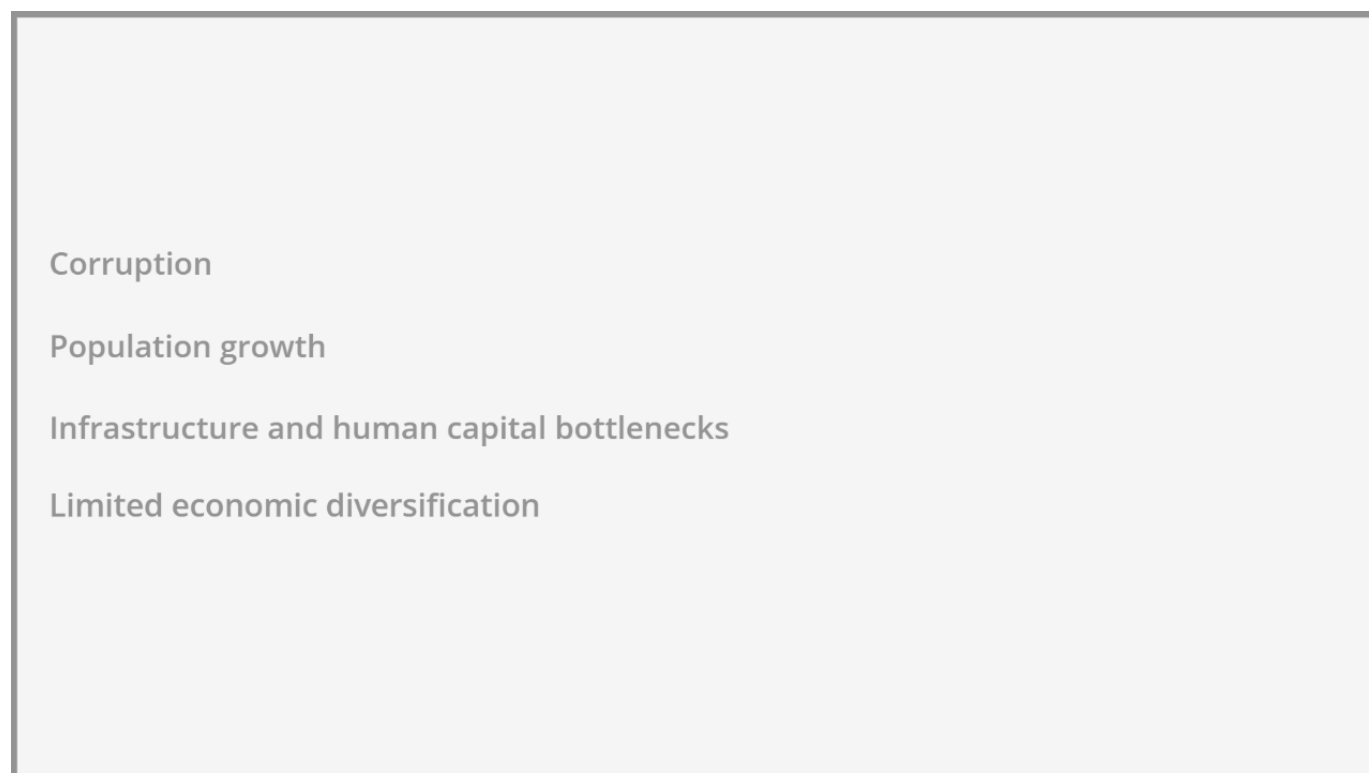 Corruption
Population growth
Infrastructure and human capital bottlenecks
Limited economic diversification